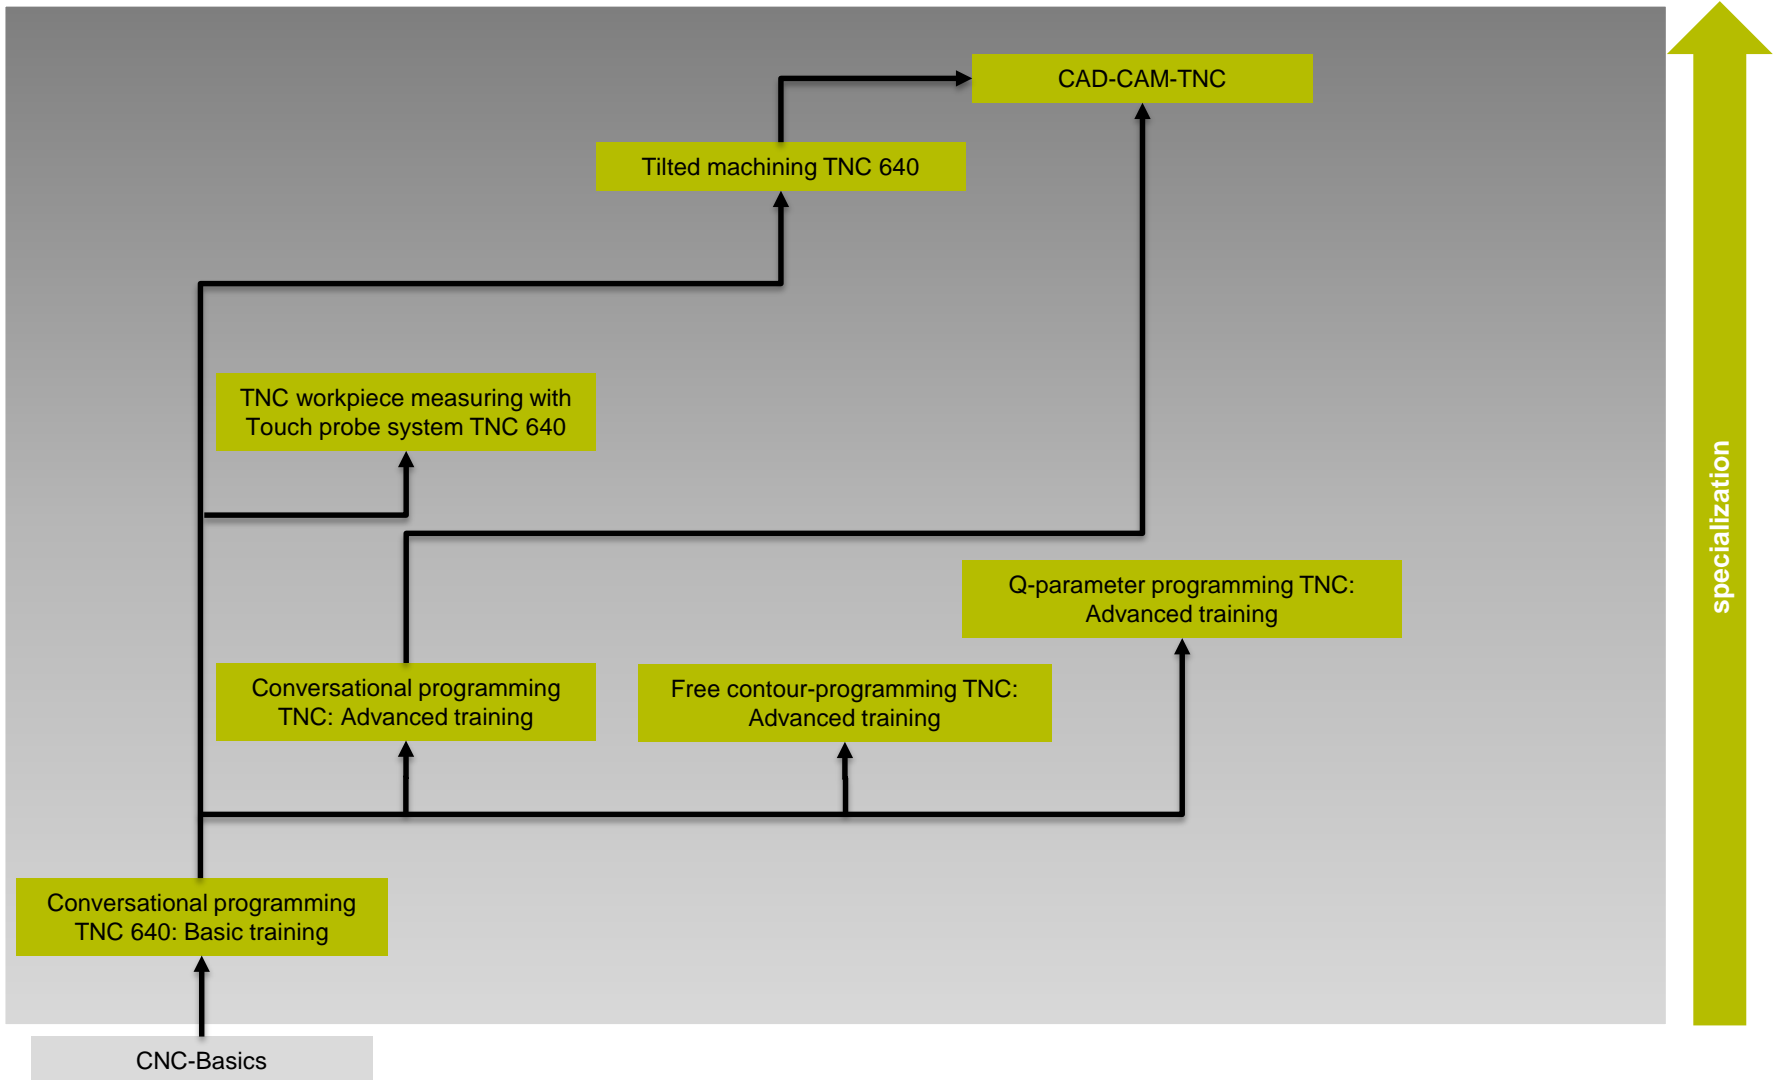 CAD-CAM-TNC
Tilted machining TNC 640
TNC workpiece measuring with
Touch probe system TNC 640
Q-parameter programming TNC:
Advanced training
Conversational programming
TNC: Advanced training
Free contour-programming TNC:
Advanced training
Conversational programming
TNC 640: Basic training
CNC-Basics
specialization